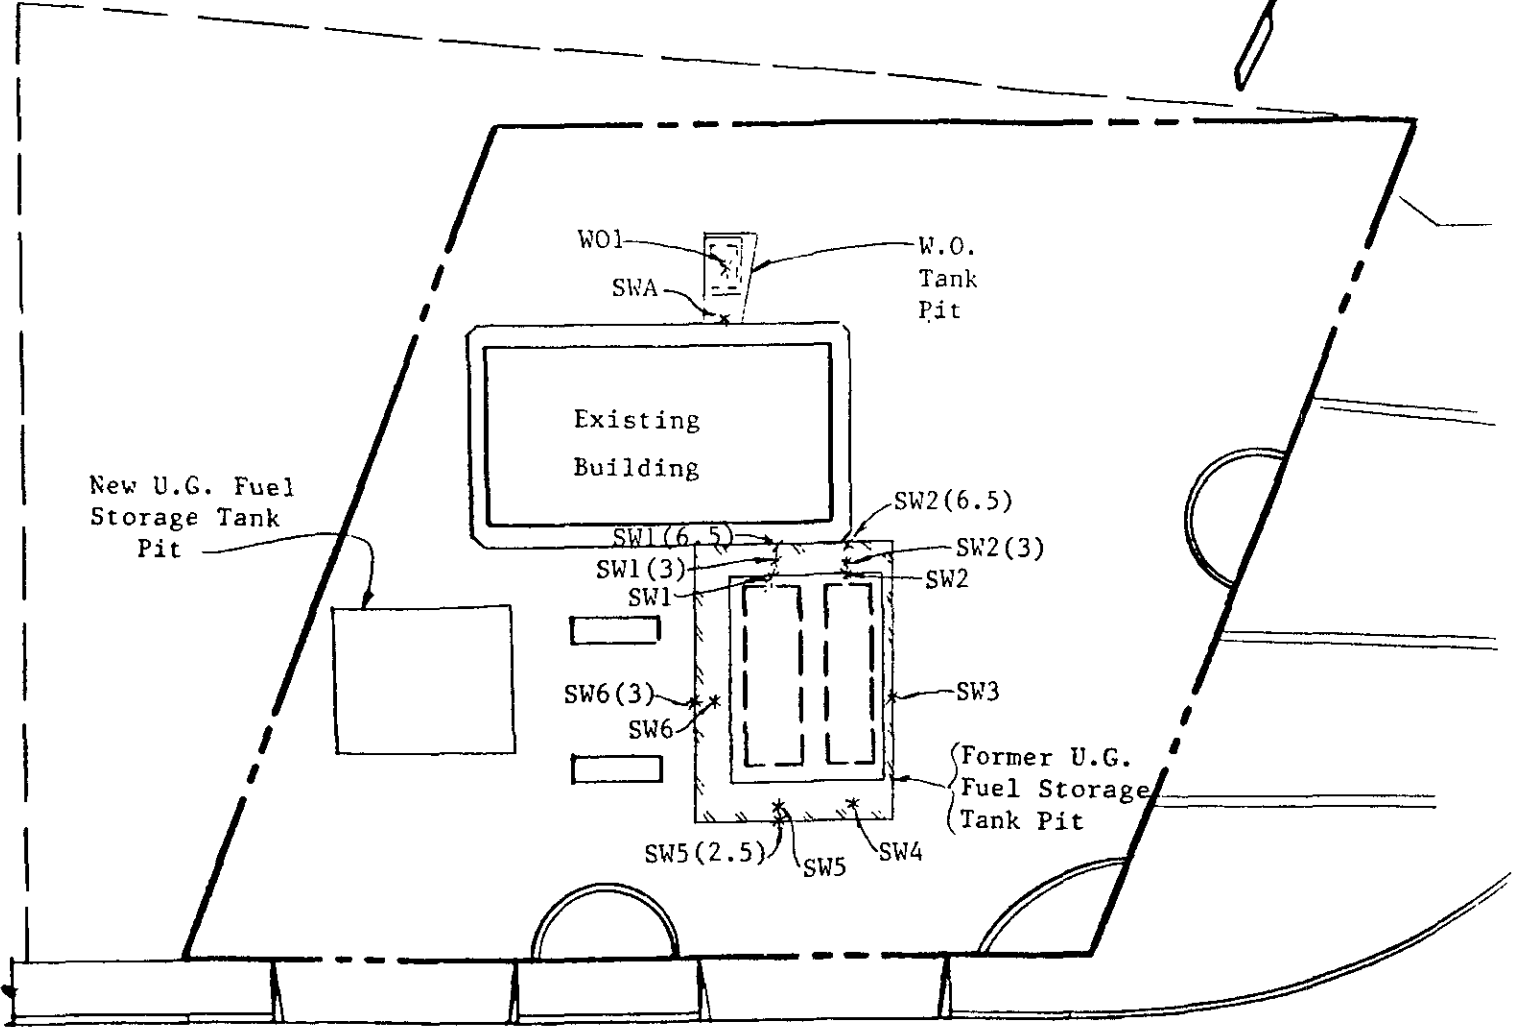 WO1
W.O.
Tank
Pit
SWA
Existing
Building
New U.G. Fuel
Storage Tank
Pit
SW2(6.5)
SW1(6.5)
SW2(3)
SW1(3)
SW2
SW1
SW6(3)
SW3
SW6
Former U.G.
Fuel Storage
Tank Pit
SW5(2.5)
SW5
SW4